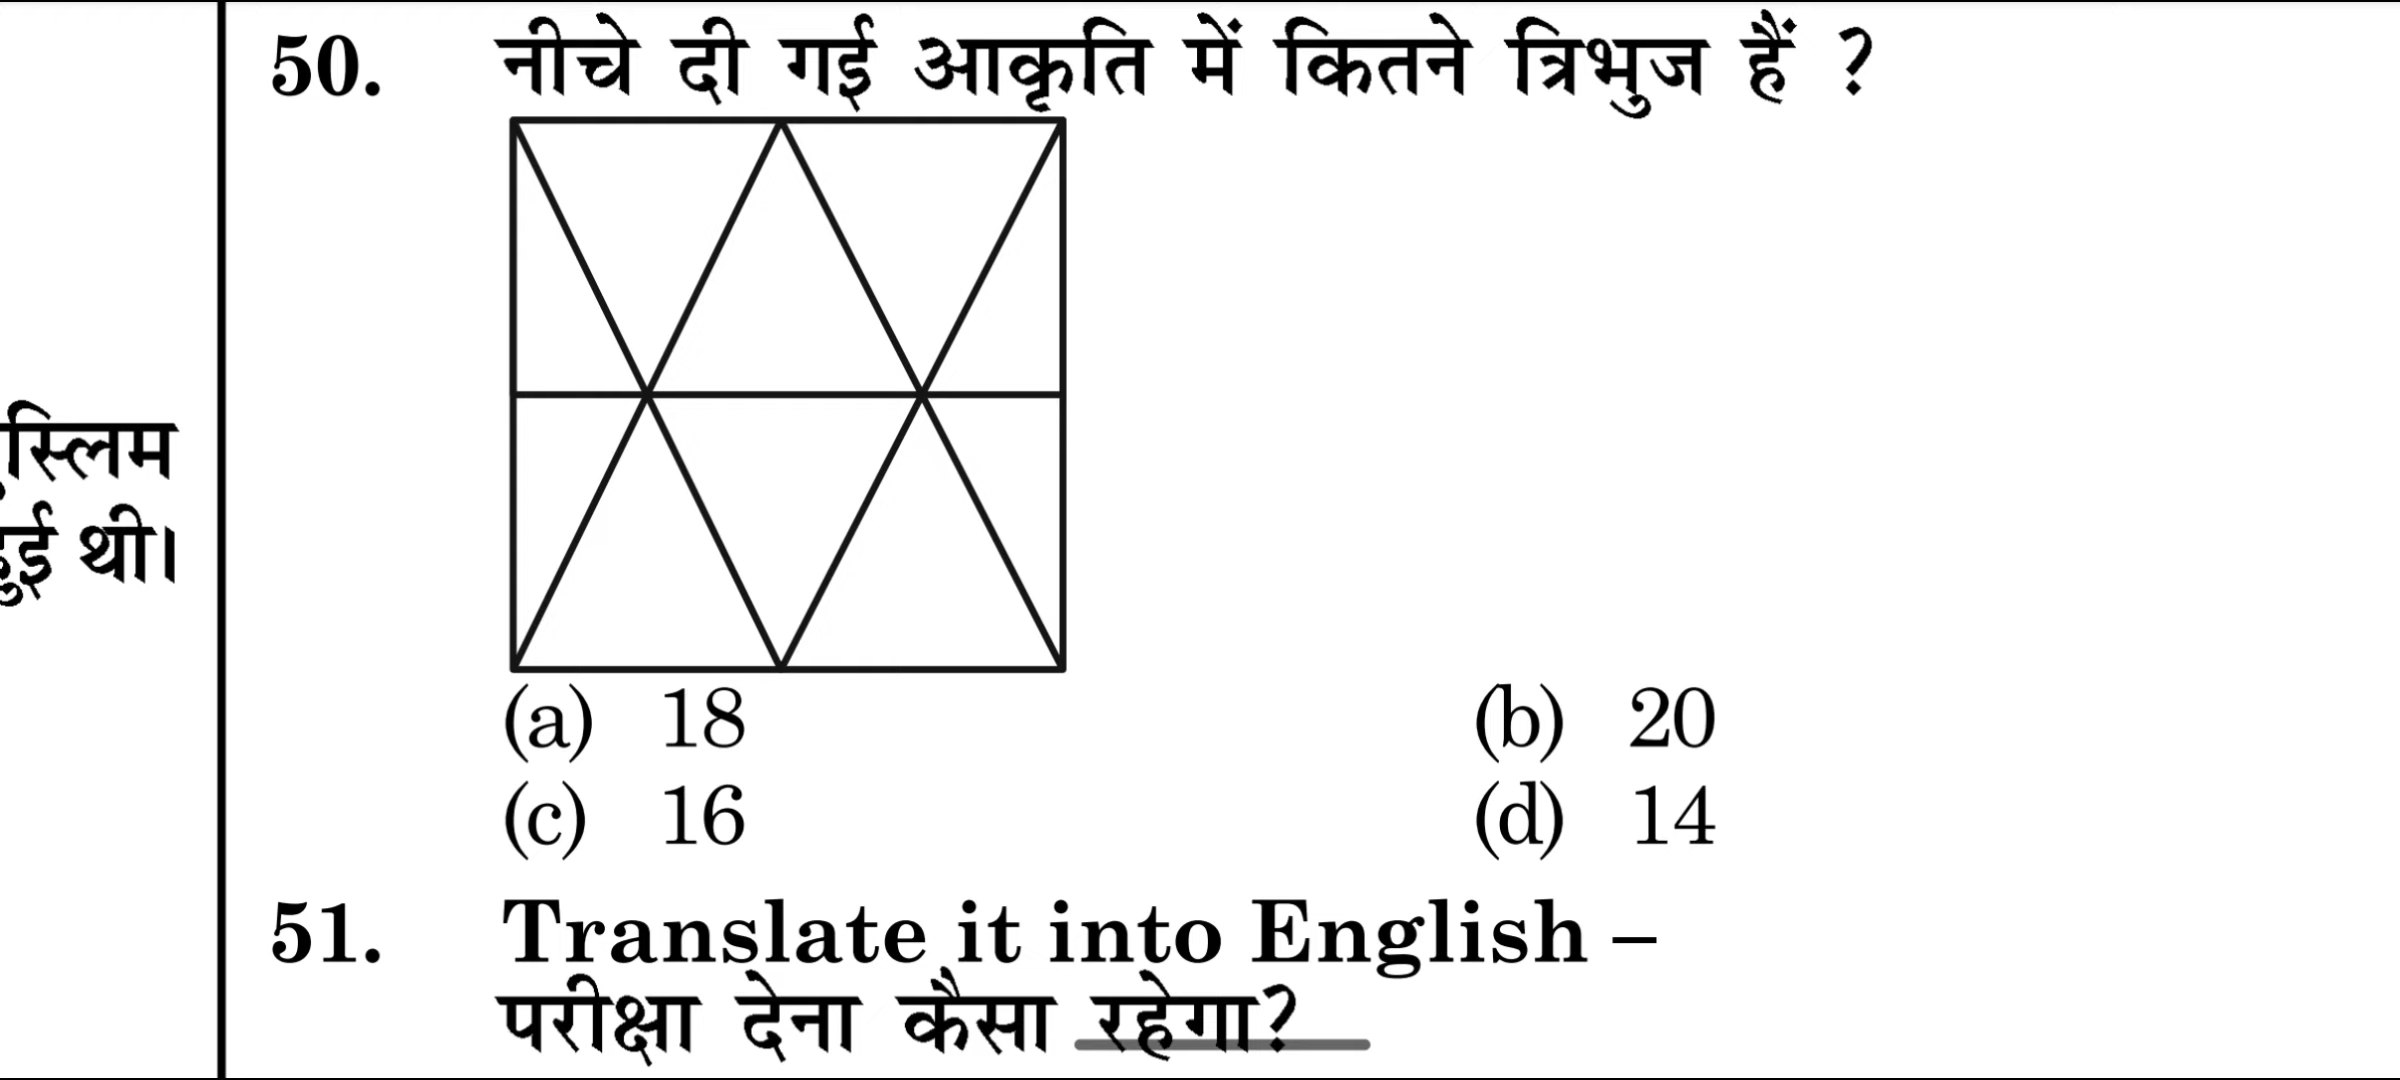 50. नीचे दी गई आकृति में कितने त्रिभुज हैं ?
स्लिम
हुई थी।
(a) 18 (b) 20
(c) 16 (d) 14
51. Translate it into English –
परीक्षा देना कैसा रहेगा?